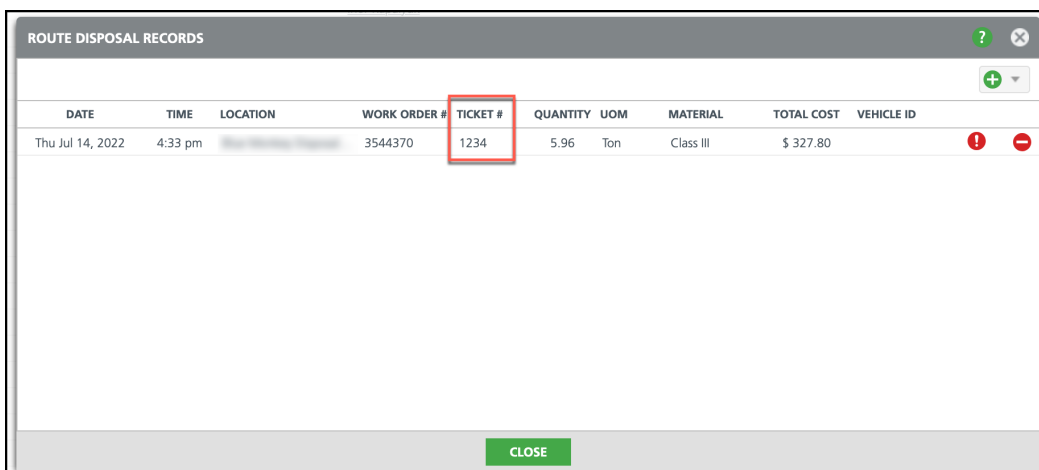 ROUTE DISPOSAL RECORDS ?
DATE TIME LOCATION WORK ORDER # TICKET # QUANTITY UOM MATERIAL TOTAL COST VEHICLE ID
Thu Jul 14, 2022 4:33 pm 3544370 1234 5.96 Ton Class III $ 327.80
CLOSE